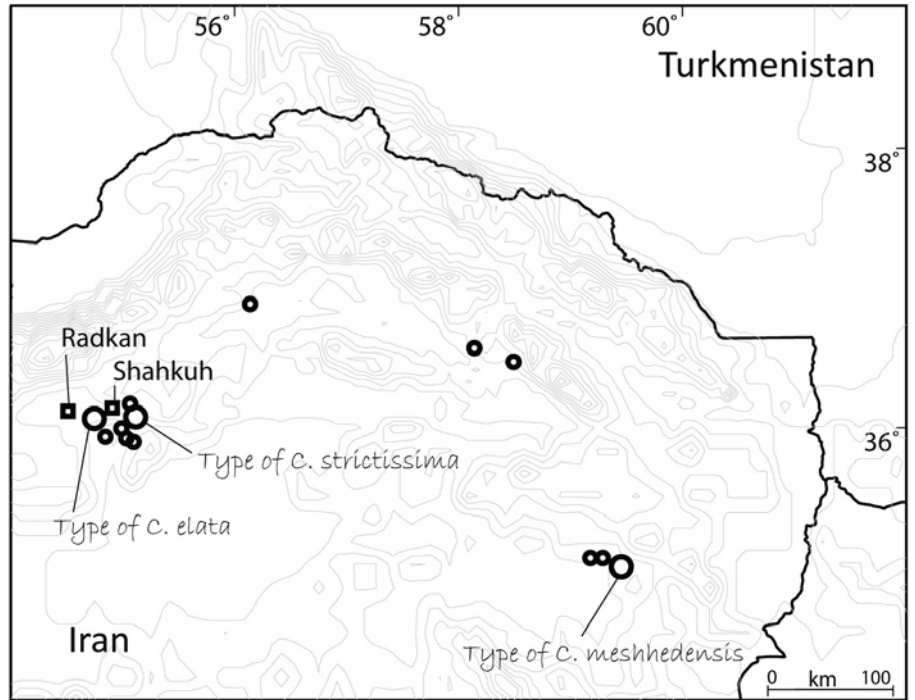 56° 58° 60°
Turkmenistan
38°
Radkan
Shahkuh
36°
Type of C. strictissima
Type of C. elata
Iran
Type of C. meshhedensis
0 km 100